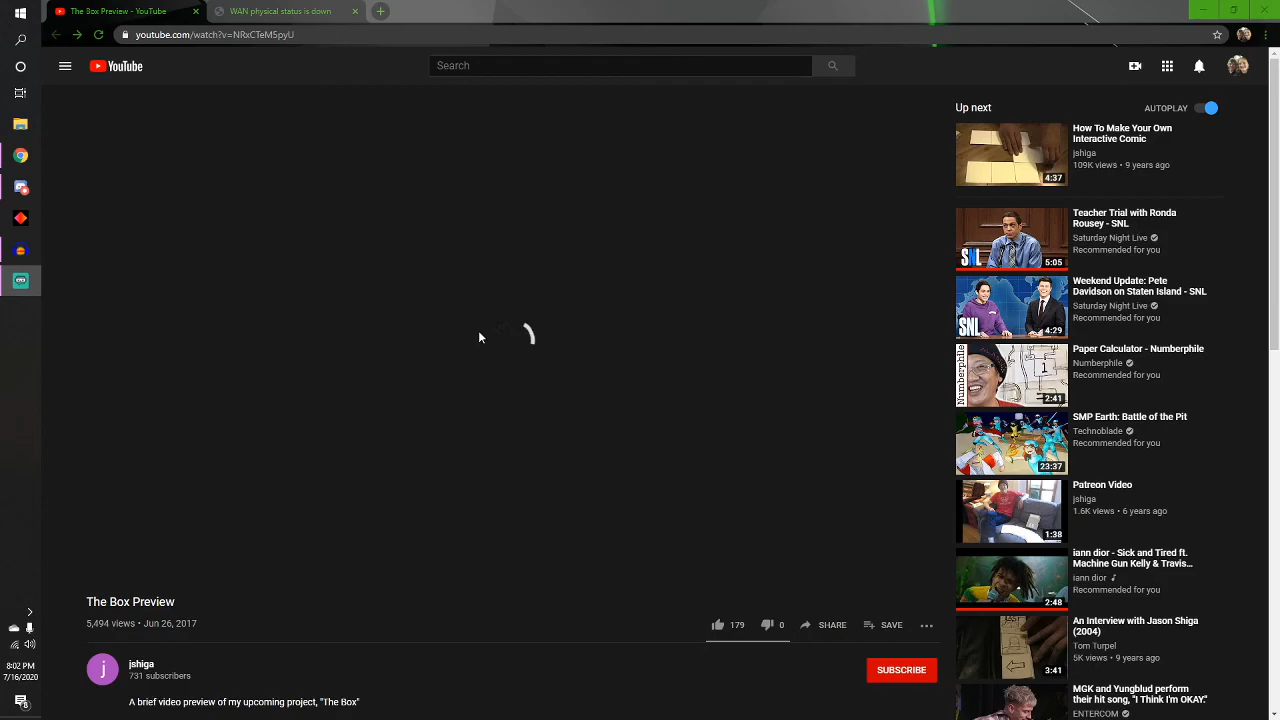 The Box Preview - YouTube
WAN physical status is down
youtube.com/watch?v=NRxCTeM5pyU
YouTube
Search
Up next
AUTOPLAY
How To Make Your Own
Interactive Comic
jshiga
109K views • 9 years ago
4:37
Teacher Trial with Ronda
Rousey - SNL
Saturday Night Live
Recommended for you
SNL
5:05
Weekend Update: Pete
Davidson on Staten Island - SNL
Saturday Night Live
Recommended for you
SNL
4:29
Paper Calculator - Numberphile
Numberphile
Recommended for you
Numberphile
1
2:41
SMP Earth: Battle of the Pit
Technoblade
Recommended for you
23:37
Patreon Video
jshiga
1.6K views • 6 years ago
1:38
iann dior - Sick and Tired ft.
Machine Gun Kelly & Travis...
iann dior
Recommended for you
2:48
An Interview with Jason Shiga
(2004)
Tom Turpel
5K views • 9 years ago
3:41
MGK and Yungblud perform
their hit song, "I Think I'm OKAY."
ENTERCOM
The Box Preview
5,494 views • Jun 26, 2017
179
0
SHARE
SAVE
j
jshiga
731 subscribers
SUBSCRIBE
A brief video preview of my upcoming project, "The Box"
8:02 PM
7/16/2020